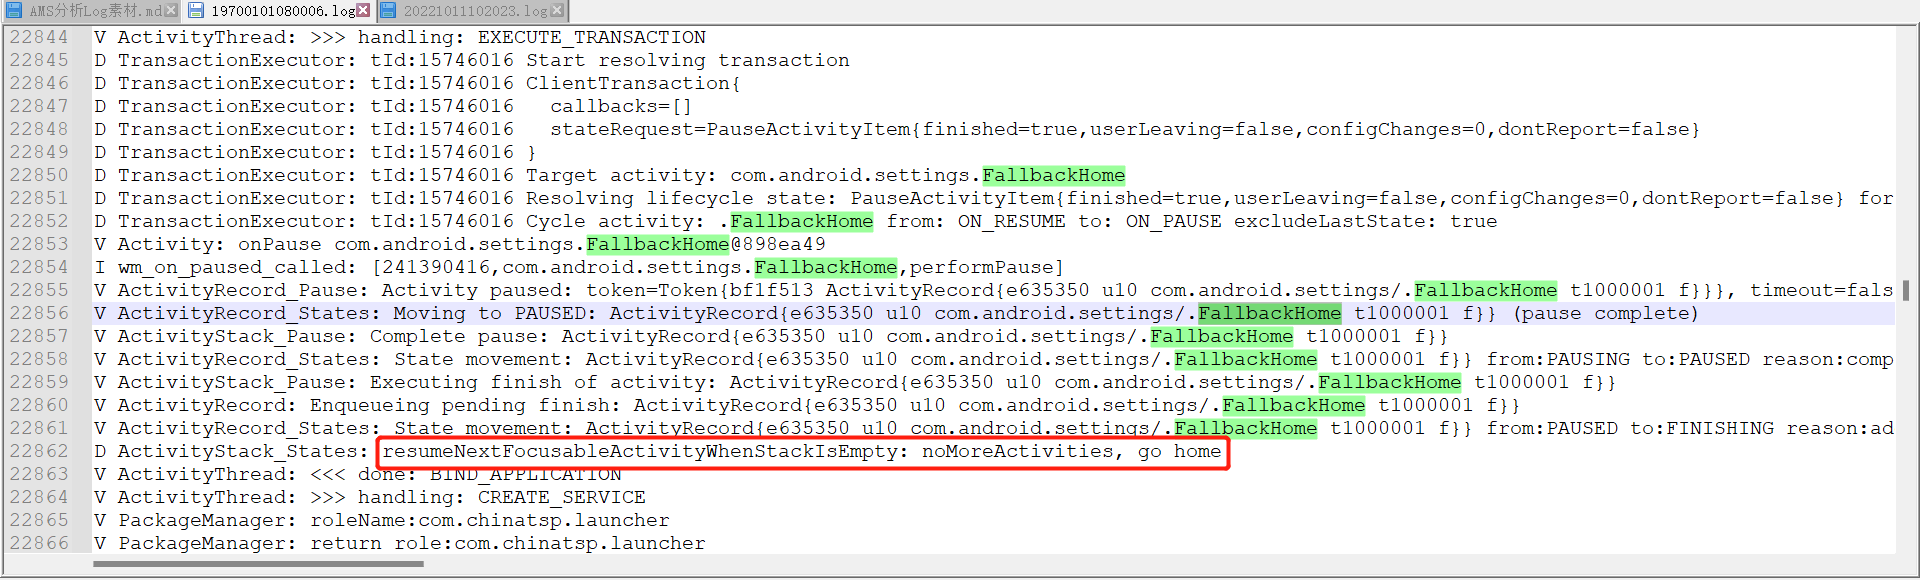 AMS分析Log素材.md 19700101080006.log 20221011102023.log
22844 V ActivityThread: >>> handling: EXECUTE_TRANSACTION
22845 D TransactionExecutor: tId:15746016 Start resolving transaction
22846 D TransactionExecutor: tId:15746016 ClientTransaction{
22847 D TransactionExecutor: tId:15746016   callbacks=[]
22848 D TransactionExecutor: tId:15746016   stateRequest=PauseActivityItem{finished=true,userLeaving=false,configChanges=0,dontReport=false}
22849 D TransactionExecutor: tId:15746016 }
22850 D TransactionExecutor: tId:15746016 Target activity: com.android.settings.FallbackHome
22851 D TransactionExecutor: tId:15746016 Resolving lifecycle state: PauseActivityItem{finished=true,userLeaving=false,configChanges=0,dontReport=false} for
22852 D TransactionExecutor: tId:15746016 Cycle activity: .FallbackHome from: ON_RESUME to: ON_PAUSE excludeLastState: true
22853 V Activity: onPause com.android.settings.FallbackHome@898ea49
22854 I wm_on_paused_called: [241390416,com.android.settings.FallbackHome,performPause]
22855 V ActivityRecord_Pause: Activity paused: token=Token{bf1f513 ActivityRecord{e635350 u10 com.android.settings/.FallbackHome t1000001 f}}}, timeout=fals
22856 V ActivityRecord_States: Moving to PAUSED: ActivityRecord{e635350 u10 com.android.settings/.FallbackHome t1000001 f}} (pause complete)
22857 V ActivityStack_Pause: Complete pause: ActivityRecord{e635350 u10 com.android.settings/.FallbackHome t1000001 f}}
22858 V ActivityRecord_States: State movement: ActivityRecord{e635350 u10 com.android.settings/.FallbackHome t1000001 f}} from:PAUSING to:PAUSED reason:comp
22859 V ActivityStack_Pause: Executing finish of activity: ActivityRecord{e635350 u10 com.android.settings/.FallbackHome t1000001 f}}
22860 V ActivityRecord: Enqueueing pending finish: ActivityRecord{e635350 u10 com.android.settings/.FallbackHome t1000001 f}}
22861 V ActivityRecord_States: State movement: ActivityRecord{e635350 u10 com.android.settings/.FallbackHome t1000001 f}} from:PAUSED to:FINISHING reason:ad
22862 D ActivityStack_States: resumeNextFocusableActivityWhenStackIsEmpty: noMoreActivities, go home
22863 V ActivityThread: <<< done: BIND_APPLICATION
22864 V ActivityThread: >>> handling: CREATE_SERVICE
22865 V PackageManager: roleName:com.chinatsp.launcher
22866 V PackageManager: return role:com.chinatsp.launcher